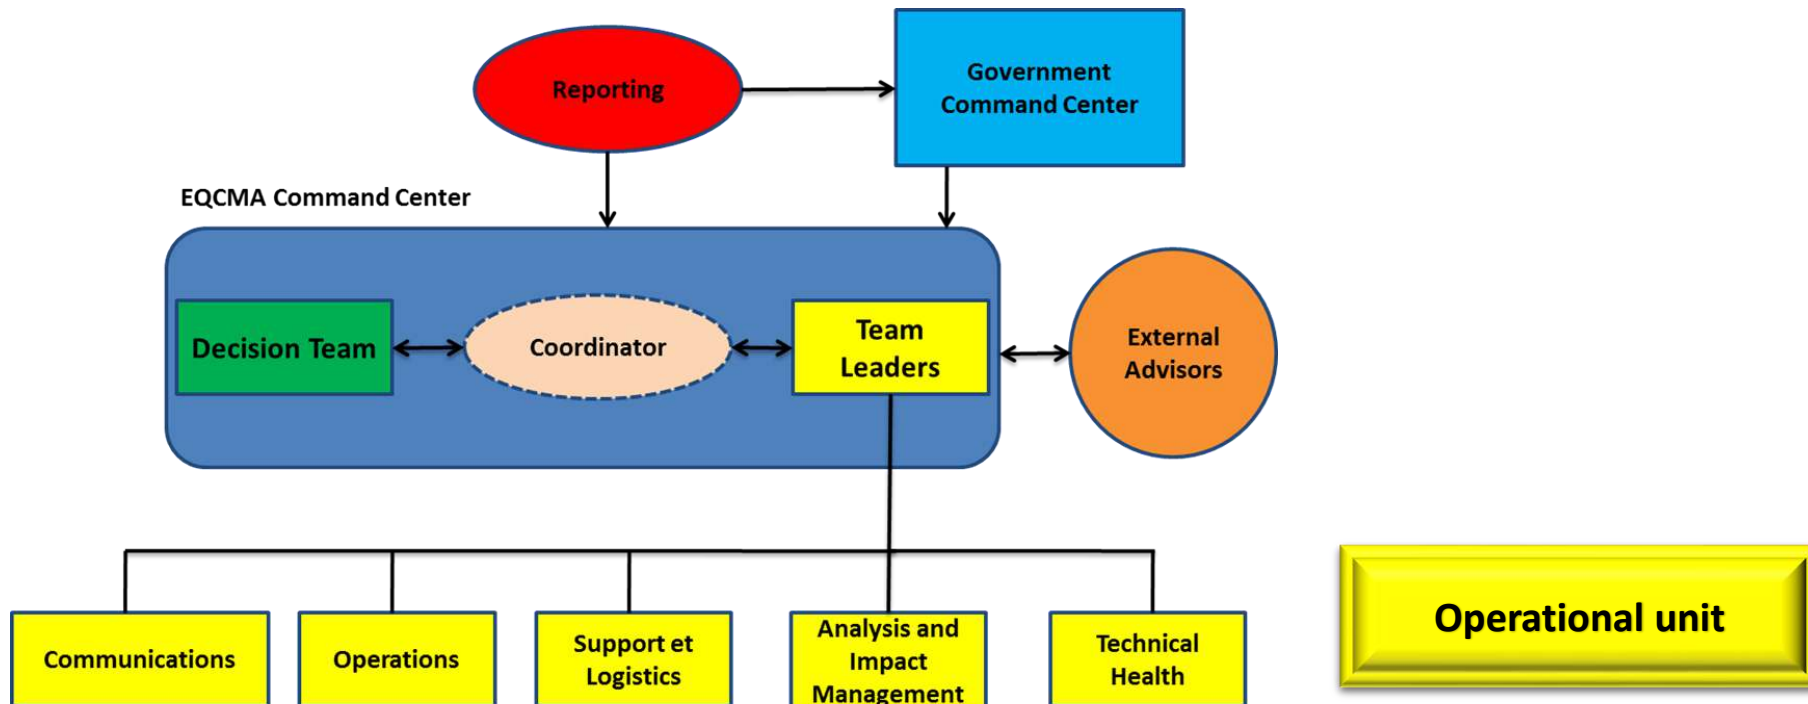 Reporting
Government
Command Center
EQCMA Command Center
Decision Team
Coordinator
Team
Leaders
External
Advisors
Communications
Operations
Support et
Logistics
Analysis and
Impact
Management
Technical
Health
Operational unit